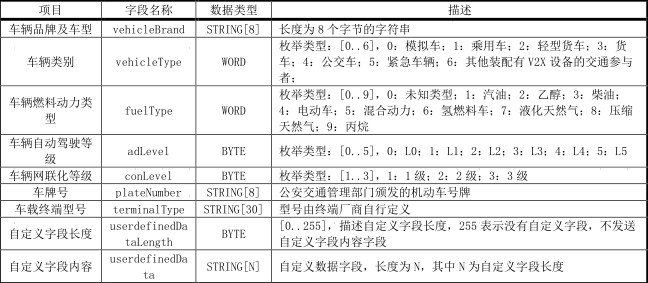 项目 字段名称 数据类型 描述
车辆品牌及车型 vehicleBrand STRING[8] 长度为 8 个字节的字符串
车辆类别 vehicleType WORD 枚举类型：[0..6]，0：模拟车；1：乘用车；2：轻型货车；3：货
车；4：公交车；5：紧急车辆；6：其他装配有 V2X 设备的交通参与
者；
车辆燃料动力类
型 fuelType WORD 枚举类型：[0..9]，0：未知类型；1：汽油；2：乙醇；3：柴油；
4：电动车；5：混合动力；6：氢燃料车；7：液化天然气；8：压缩
天然气；9：丙烷
车辆自动驾驶等
级 adLevel BYTE 枚举类型：[0..5]，0：L0；1：L1；2：L2；3：L3；4：L4；5：L5
车辆网联化等级 conLevel BYTE 枚举类型：[1..3]，1：1 级；2：2 级；3：3 级
车牌号 plateNumber STRING[8] 公安交通管理部门颁发的机动车号牌
车载终端型号 terminalType STRING[30] 型号由终端厂商自行定义
自定义字段长度 userdefinedDa
taLength BYTE [0..255]，描述自定义字段长度，255 表示没有自定义字段，不发送
自定义字段内容字段
自定义字段内容 userdefinedDa
ta STRING[N] 自定义数据字段，长度为 N，其中 N 为自定义字段长度